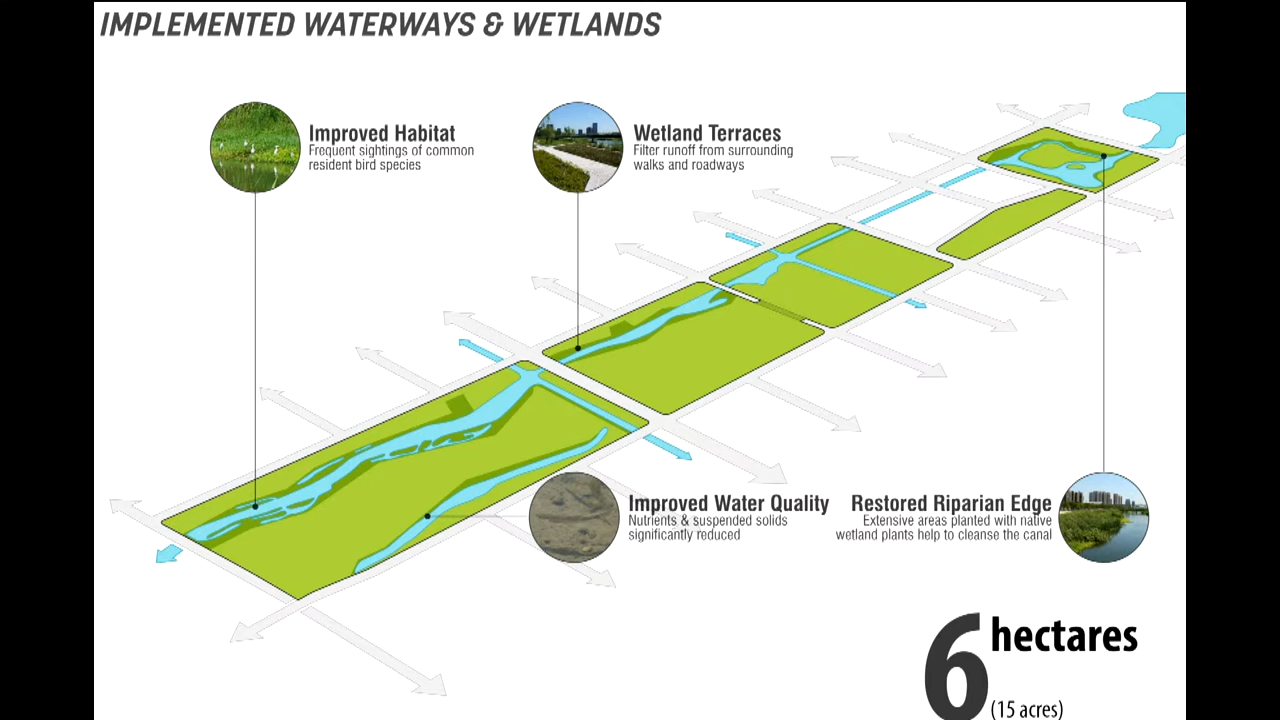 IMPLEMENTED WATERWAYS & WETLANDS
Improved Habitat
Frequent sightings of common
resident bird species
Wetland Terraces
Filter runoff from surrounding
walks and roadways
Improved Water Quality
Nutrients & suspended solids
significantly reduced
Restored Riparian Edge
Extensive areas planted with native
wetland plants help to cleanse the canal
6 hectares
(15 acres)